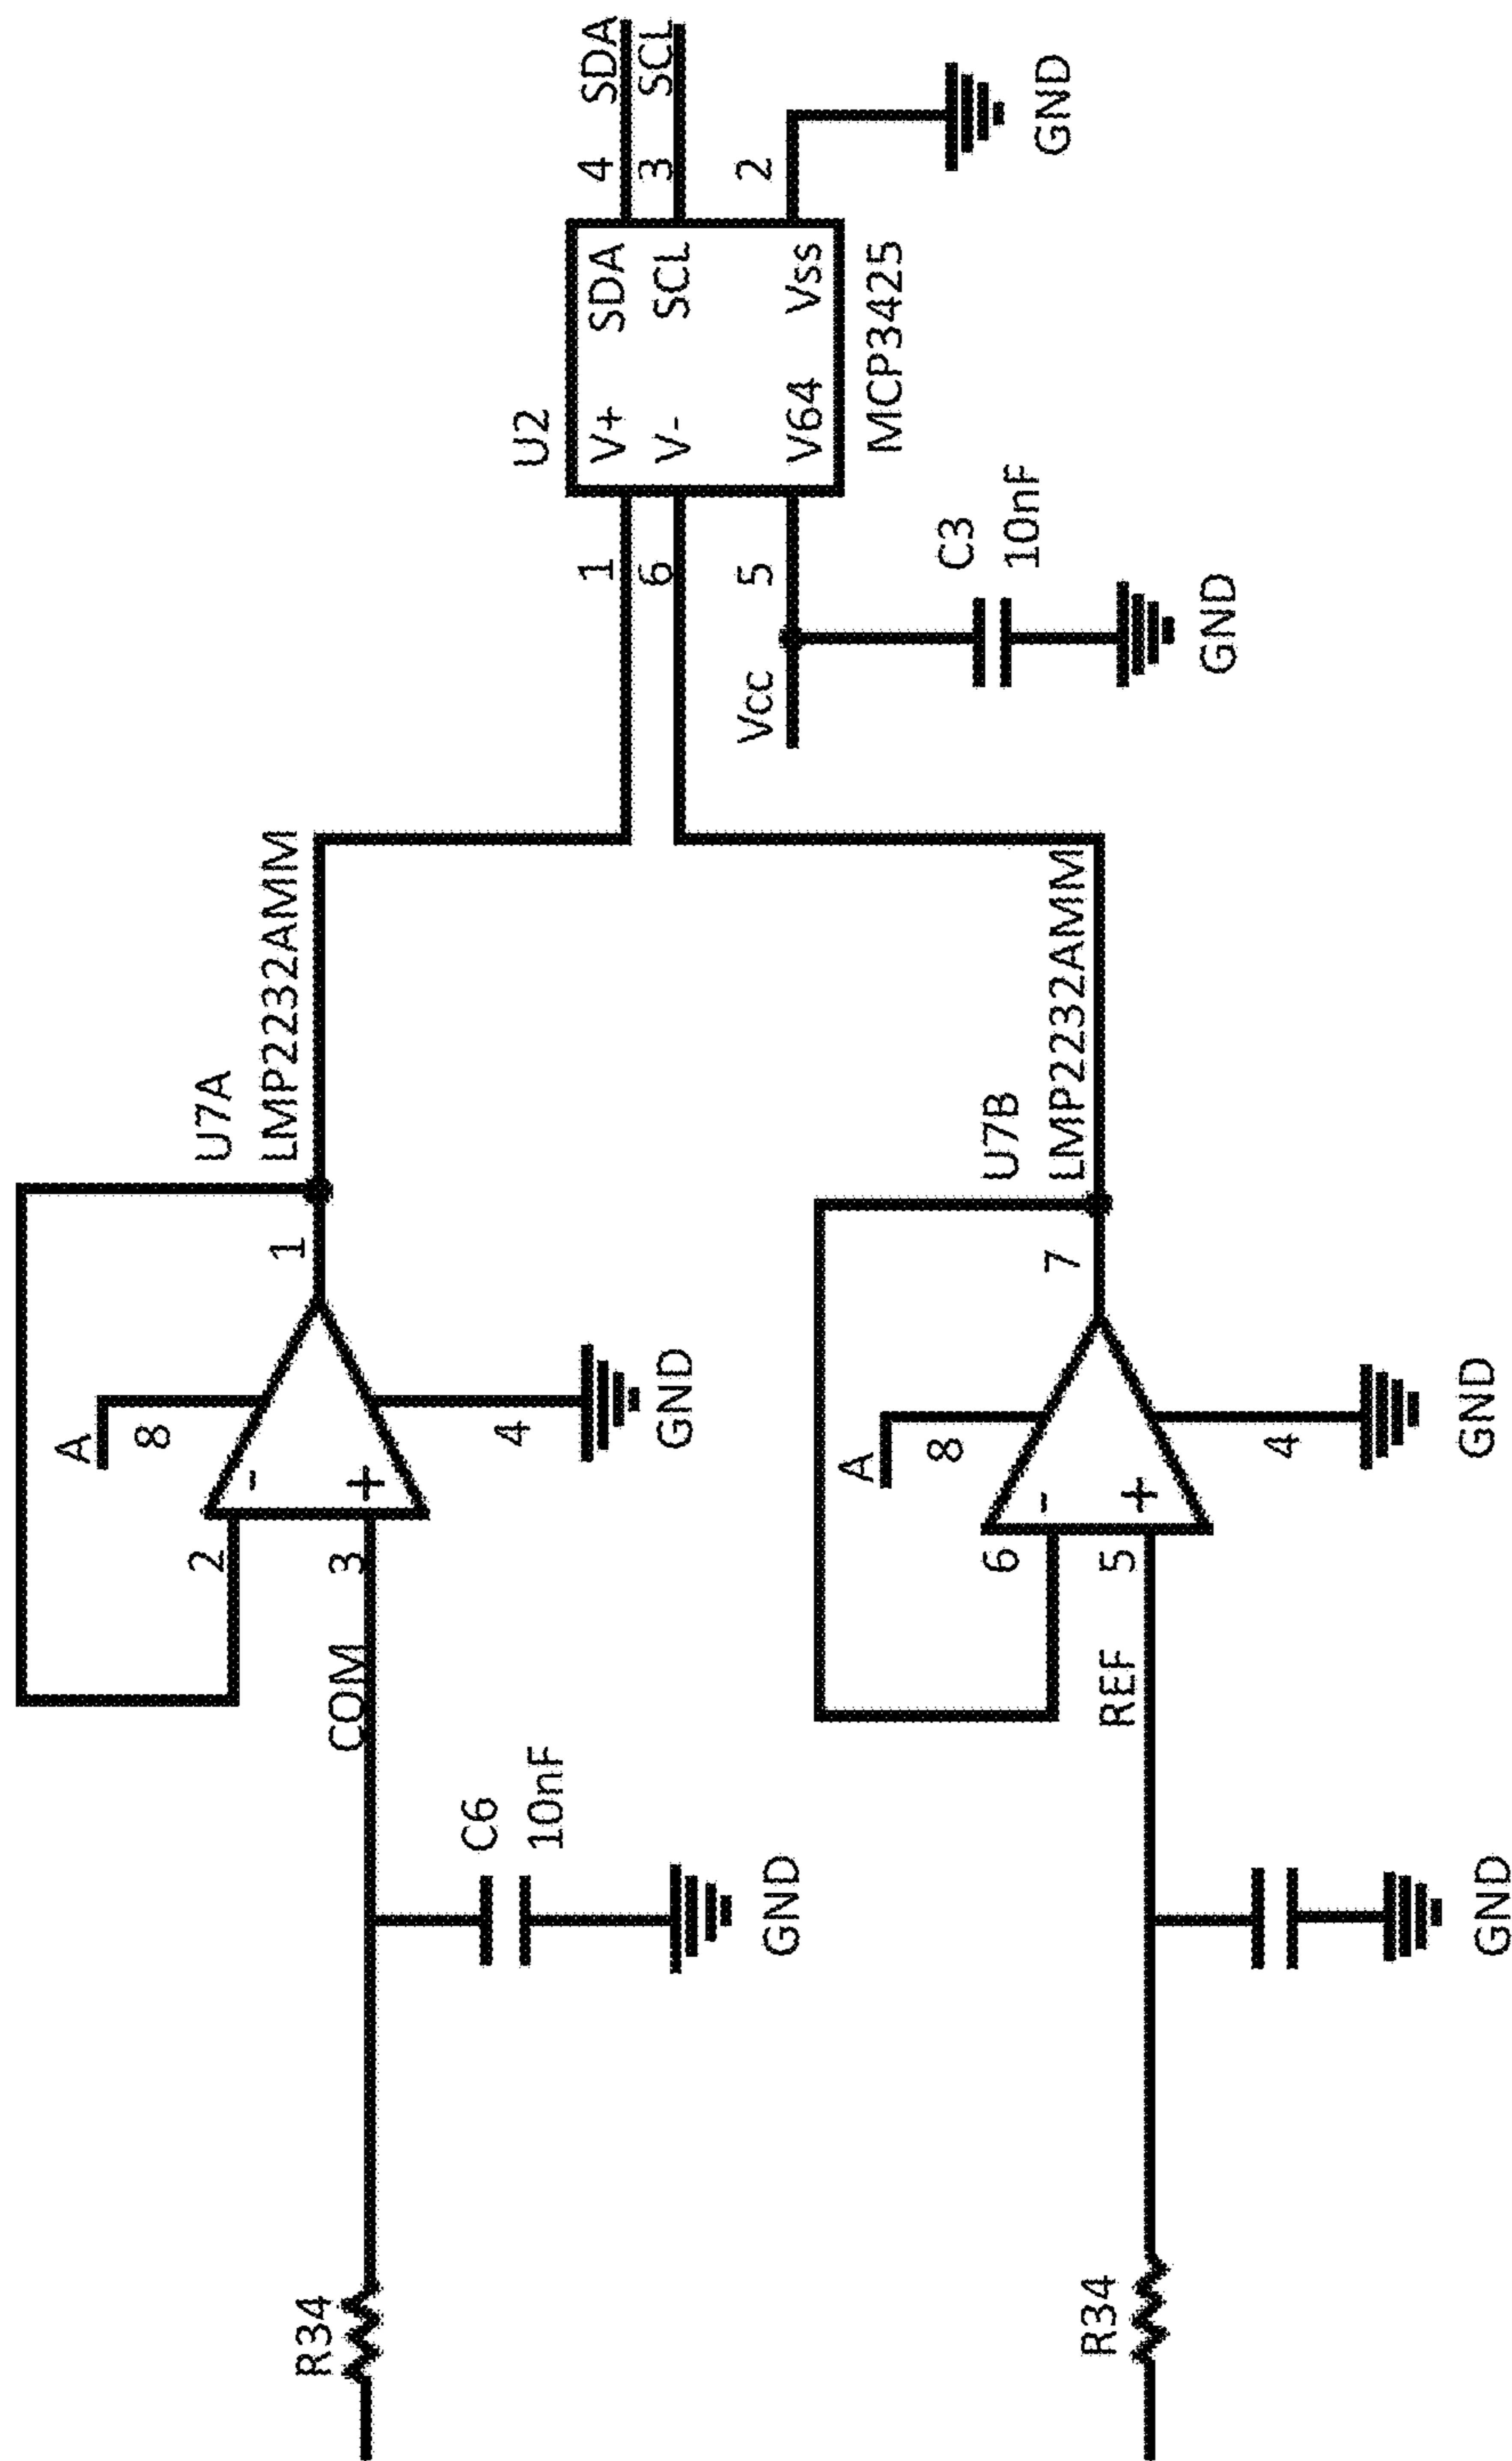 R34
COM
C6
10nF
GND
2
3
-
+
A
8
4
GND
1
U7A
LMP2232AMM
R34
REF
GND
6
5
-
+
A
8
4
GND
7
U7B
LMP2232AMM
1
6
5
Vcc
C3
10nF
GND
U2
V+ SDA
V- SCL
V64 Vss
MCP3425
4 SDA
3 SCL
2
GND